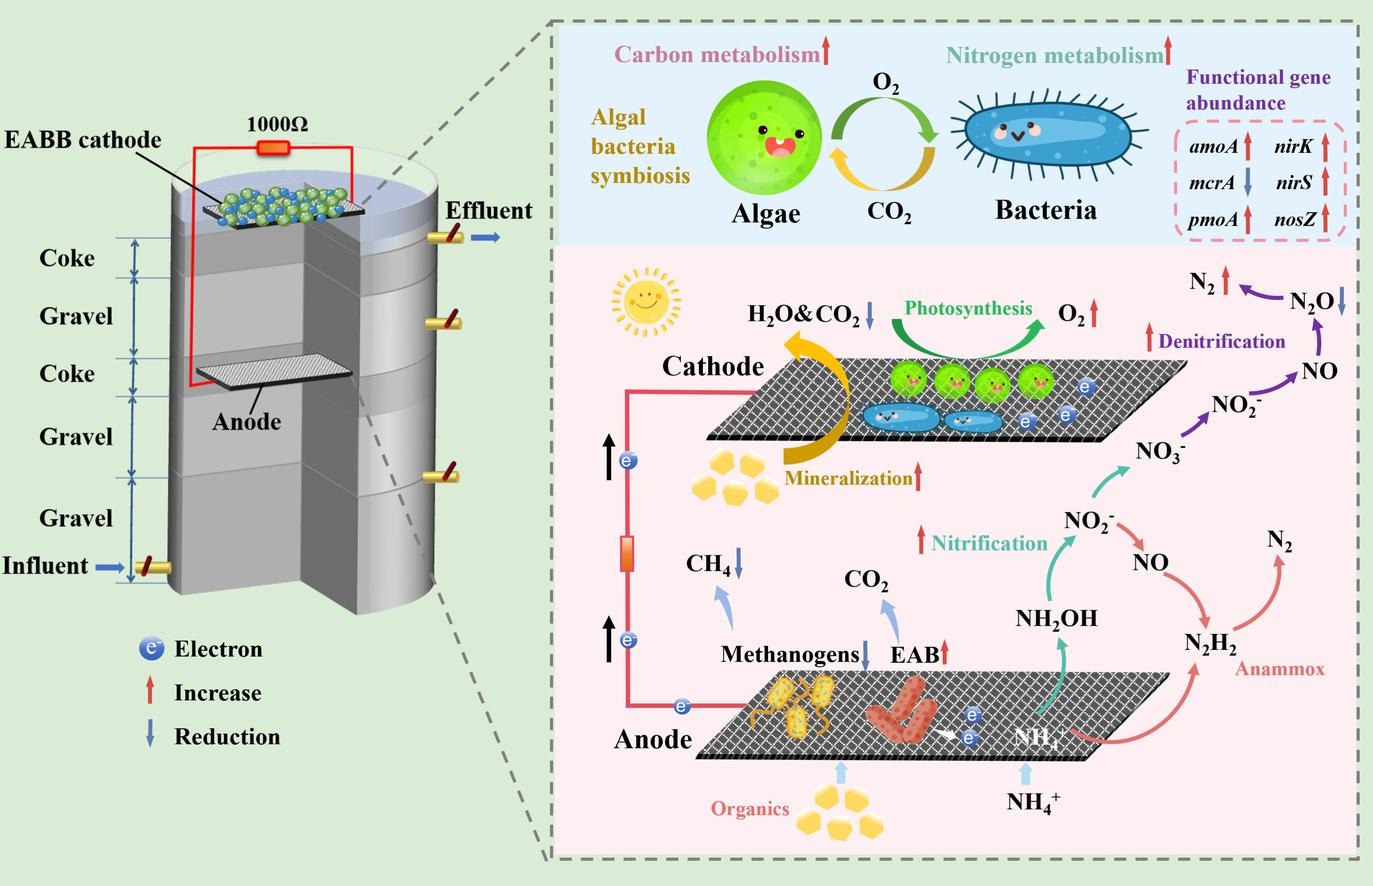 1000Ω
EABB cathode
Effluent
Coke
Gravel
Coke
Anode
Gravel
Gravel
Influent
e⁻ Electron
Increase
Reduction
Carbon metabolism
Nitrogen metabolism
Functional gene
abundance
O₂
Algal
bacteria
symbiosis
CO₂
Algae
Bacteria
amoA nirK
mcrA nirS
pmoA nosZ
N₂
N₂O
H₂O&CO₂
Photosynthesis
O₂
Denitrification
Cathode
NO
e⁻
e⁻
e⁻
NO₂⁻
NO₃⁻
e⁻
Mineralization
NO₂⁻
Nitrification
N₂
CH₄
CO₂
NO
NH₂OH
e⁻
Methanogens
EAB
N₂H₂
Anammox
e⁻
e⁻
e⁻
NH₄⁺
Anode
Organics
NH₄⁺